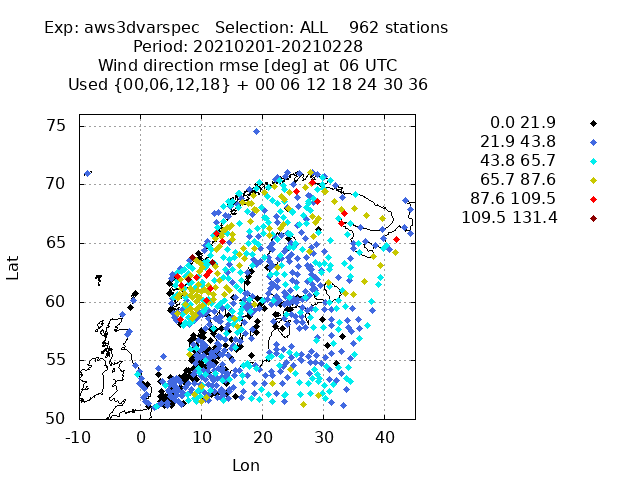 Exp: aws3dvarspec   Selection: ALL    962 stations
Period: 20210201-20210228
Wind direction rmse [deg] at  06 UTC
Used {00,06,12,18} + 00 06 12 18 24 30 36
0.0 21.9
21.9 43.8
43.8 65.7
65.7 87.6
87.6 109.5
109.5 131.4
75
70
65
60
55
50
Lat
-10 0 10 20 30 40
Lon